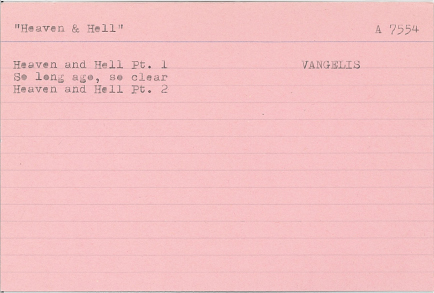 "Heaven & Hell" A 7554
Heaven and Hell Pt. 1 VANGELIS
So long ago, so clear
Heaven and Hell Pt. 2